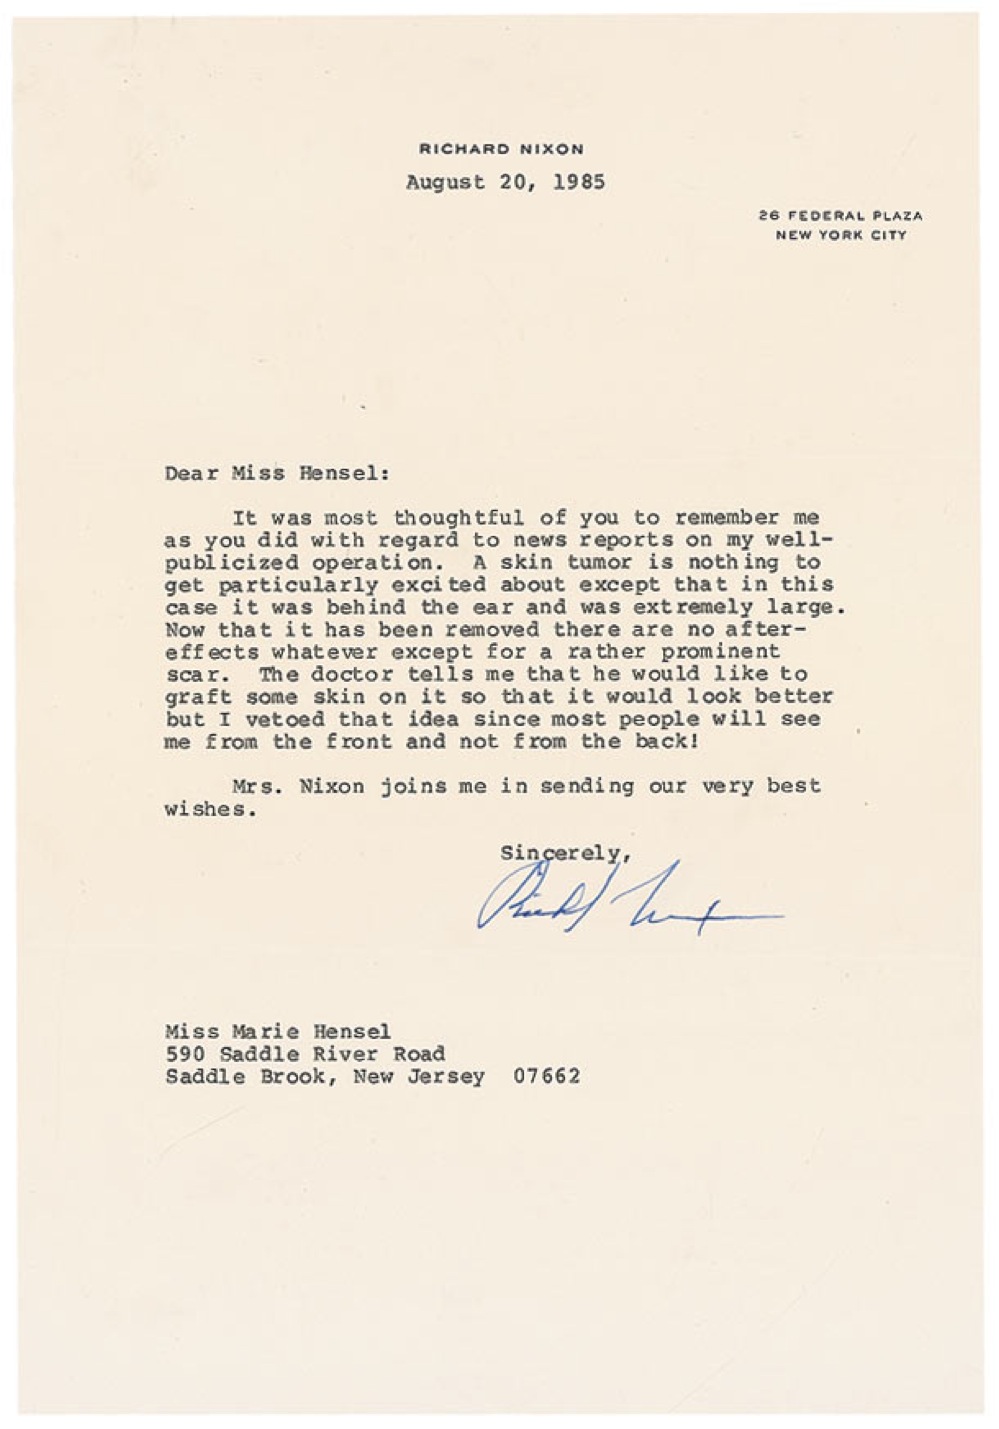 RICHARD NIXON
August 20, 1985
26 FEDERAL PLAZA
NEW YORK CITY
Dear Miss Hensel:
It was most thoughtful of you to remember me
as you did with regard to news reports on my well-
publicized operation. A skin tumor is nothing to
get particularly excited about except that in this
case it was behind the ear and was extremely large.
Now that it has been removed there are no after-
effects whatever except for a rather prominent
scar. The doctor tells me that he would like to
graft some skin on it so that it would look better
but I vetoed that idea since most people will see
me from the front and not from the back!
Mrs. Nixon joins me in sending our very best
wishes.
Sincerely,
Richard Nixon
Miss Marie Hensel
590 Saddle River Road
Saddle Brook, New Jersey 07662